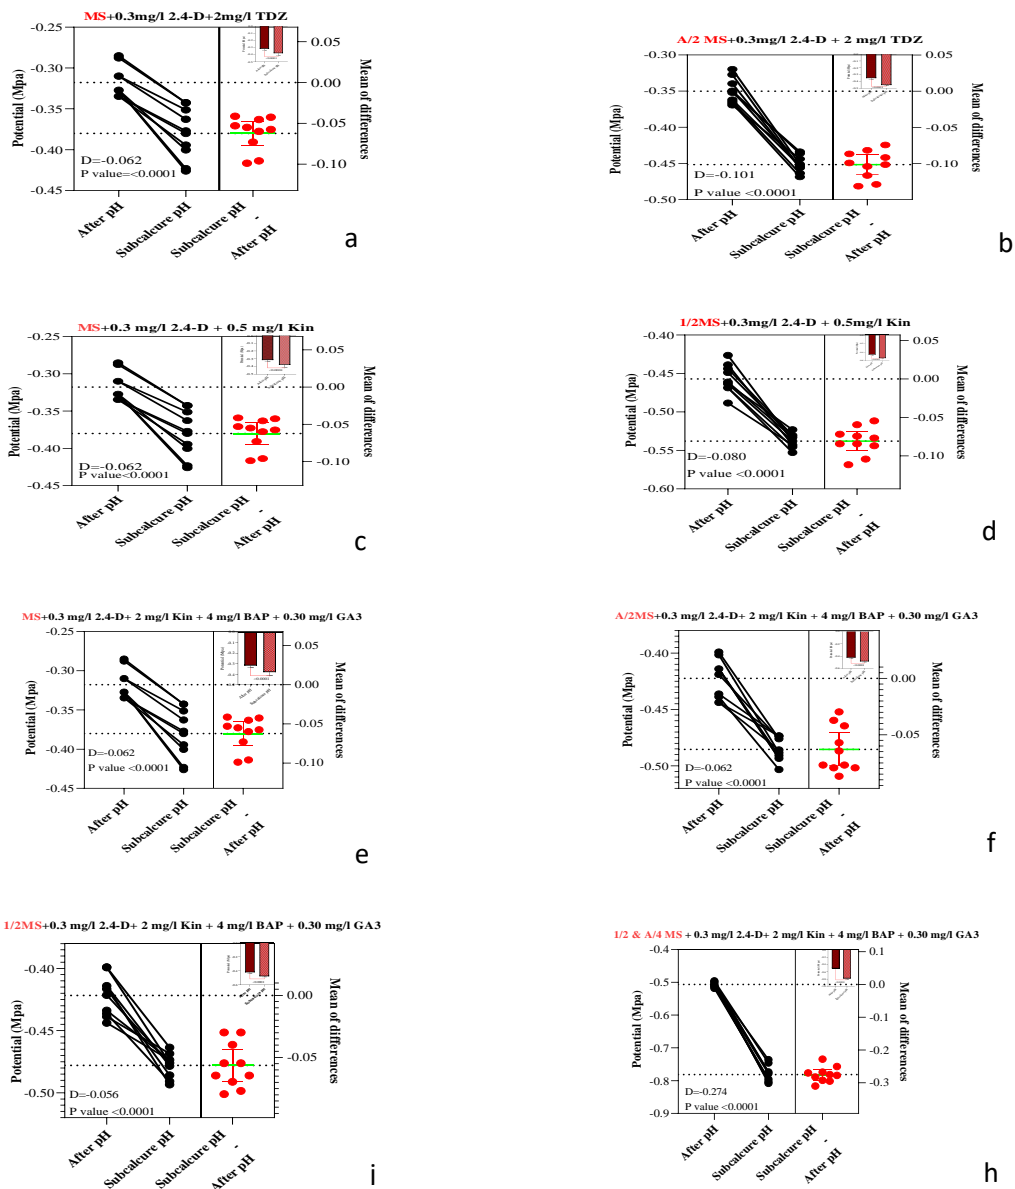 MS+0.3mg/l 2.4-D+2mg/l TDZ
-0.25
-0.30
-0.35
-0.40
-0.45
Potential (Mpa)
0.05
0.00
-0.05
-0.10
Mean of differences
D=-0.062
P value=<0.0001
After pH
Subcalcure pH
Subcalcure pH
-
After pH
a
A/2 MS+0.3mg/l 2.4-D + 2 mg/l TDZ
-0.30
-0.35
-0.40
-0.45
-0.50
Potential (Mpa)
0.05
0.00
-0.05
-0.10
-0.15
Mean of differences
D=-0.101
P value <0.0001
After pH
Subcalcure pH
Subcalcure pH
-
After pH
b
MS+0.3 mg/l 2.4-D + 0.5 mg/l Kin
-0.25
-0.30
-0.35
-0.40
-0.45
Potential (Mpa)
0.05
0.00
-0.05
-0.10
Mean of differences
D=-0.062
P value<0.0001
After pH
Subcalcure pH
Subcalcure pH
-
After pH
c
1/2MS+0.3mg/l 2.4-D + 0.5mg/l Kin
-0.40
-0.45
-0.50
-0.55
-0.60
Potential (Mpa)
0.05
0.00
-0.05
-0.10
Mean of differences
D=-0.080
P value <0.0001
After pH
Subcalcure pH
Subcalcure pH
-
After pH
d
MS+0.3 mg/l 2.4-D+ 2 mg/l Kin + 4 mg/l BAP + 0.30 mg/l GA3
-0.25
-0.30
-0.35
-0.40
-0.45
Potential (Mpa)
0.05
0.00
-0.05
-0.10
Mean of differences
D=-0.062
P value <0.0001
After pH
Subcalcure pH
Subcalcure pH
-
After pH
e
A/2MS+0.3 mg/l 2.4-D+ 2 mg/l Kin + 4 mg/l BAP + 0.30 mg/l GA3
-0.40
-0.45
-0.50
Potential (Mpa)
0.00
-0.05
Mean of differences
D=-0.062
P value <0.0001
After pH
Subcalcure pH
Subcalcure pH
-
After pH
f
1/2MS+0.3 mg/l 2.4-D+ 2 mg/l Kin + 4 mg/l BAP + 0.30 mg/l GA3
-0.40
-0.45
-0.50
Potential (Mpa)
0.00
-0.05
Mean of differences
D=-0.056
P value <0.0001
After pH
Subcalcure pH
Subcalcure pH
-
After pH
i
1/2 & A/4 MS + 0.3 mg/l 2.4-D+ 2 mg/l Kin + 4 mg/l BAP + 0.30 mg/l GA3
-0.4
-0.5
-0.6
-0.7
-0.8
-0.9
Potential (Mpa)
0.1
0.0
-0.1
-0.2
-0.3
Mean of differences
D=-0.274
P value <0.0001
After pH
Subcalcure pH
Subcalcure pH
-
After pH
h